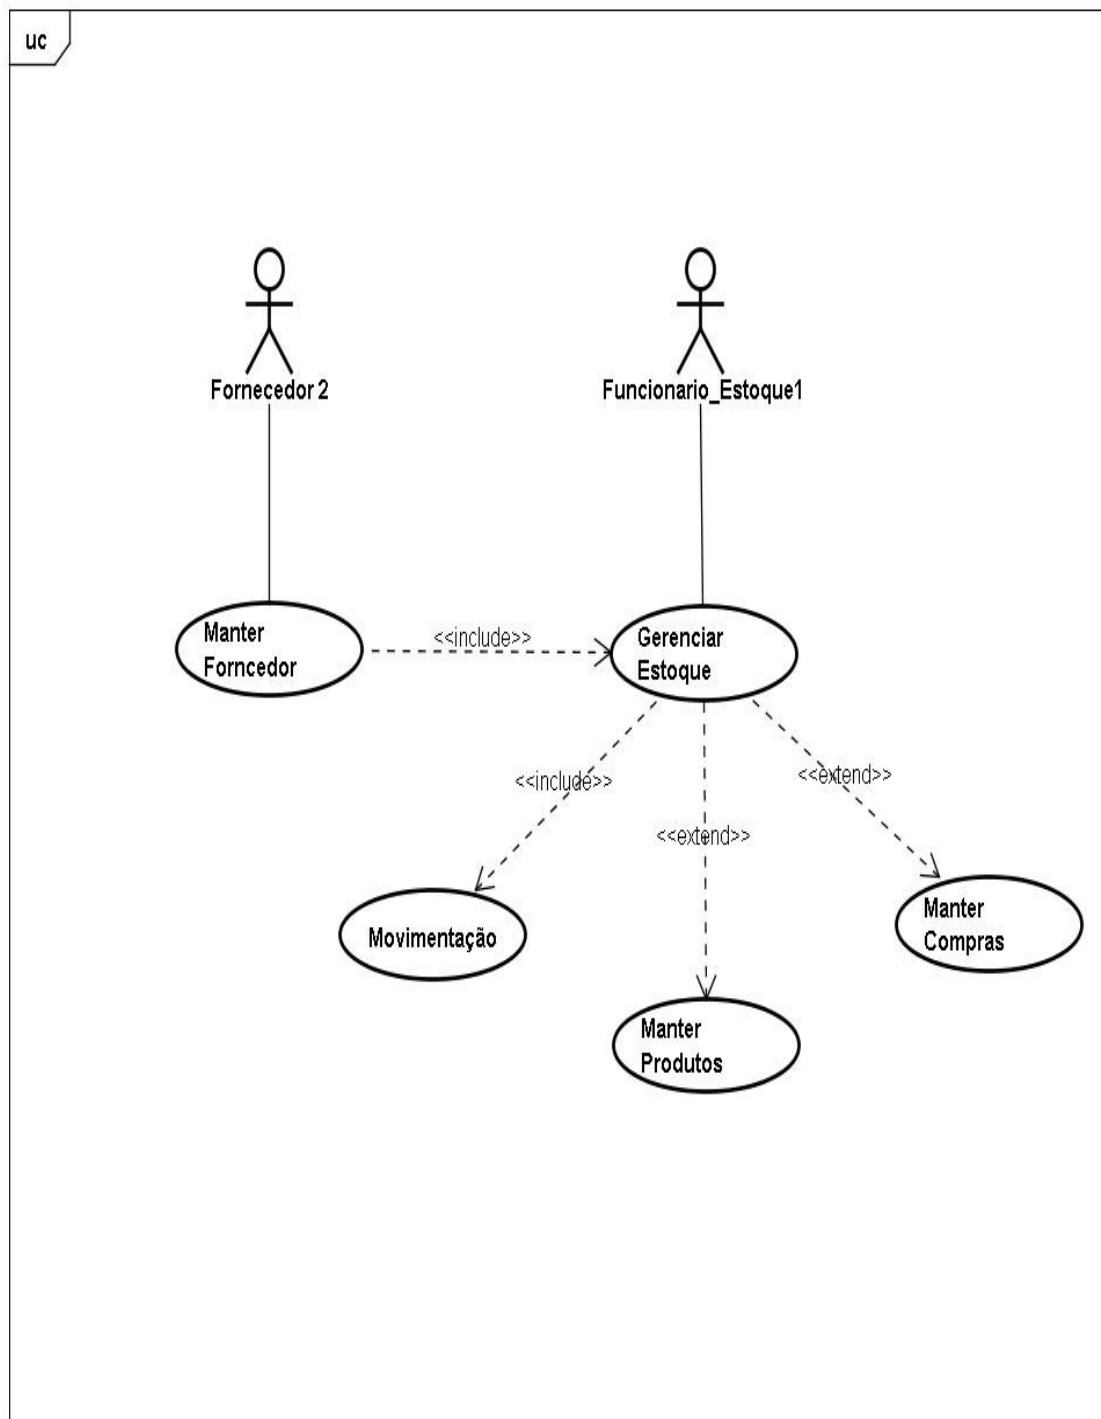 uc
Fornecedor 2
Funcionario_Estoque1
Manter
Forncedor
<<include>>
Gerenciar
Estoque
<<include>>
<<extend>>
<<extend>>
Movimentação
Manter
Compras
Manter
Produtos